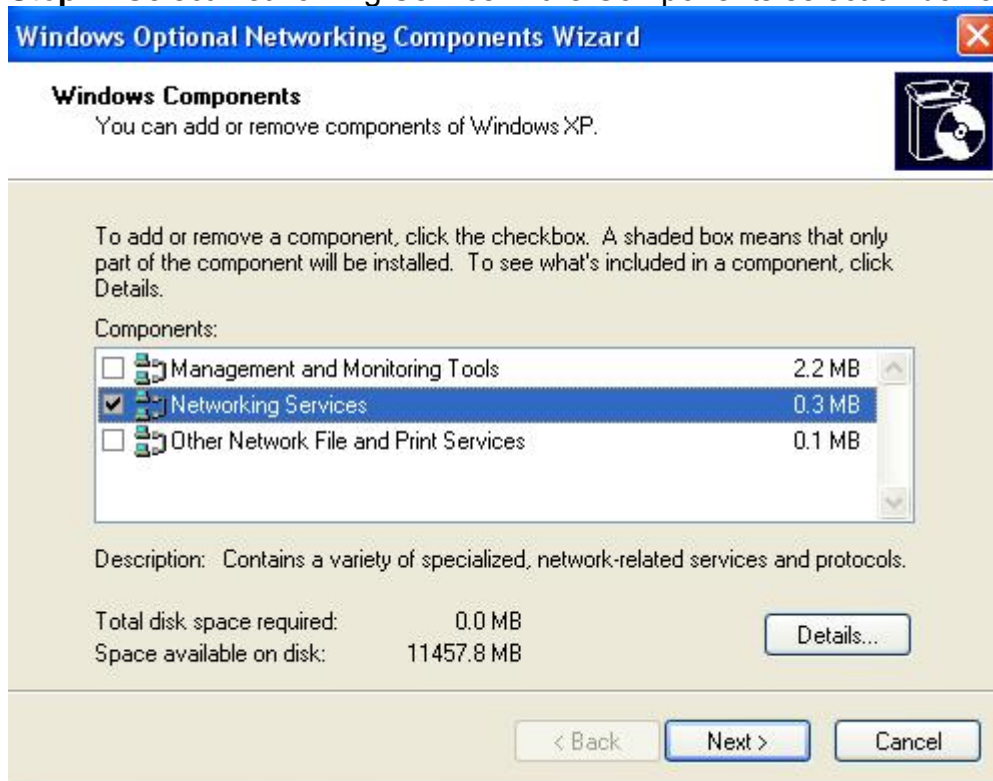 Windows Optional Networking Components Wizard
Windows Components
You can add or remove components of Windows XP.
To add or remove a component, click the checkbox. A shaded box means that only
part of the component will be installed. To see what's included in a component, click
Details.
Components:
Management and Monitoring Tools 2.2 MB
Networking Services 0.3 MB
Other Network File and Print Services 0.1 MB
Description: Contains a variety of specialized, network-related services and protocols.
Total disk space required: 0.0 MB
Space available on disk: 11457.8 MB
Details...
< Back Next > Cancel